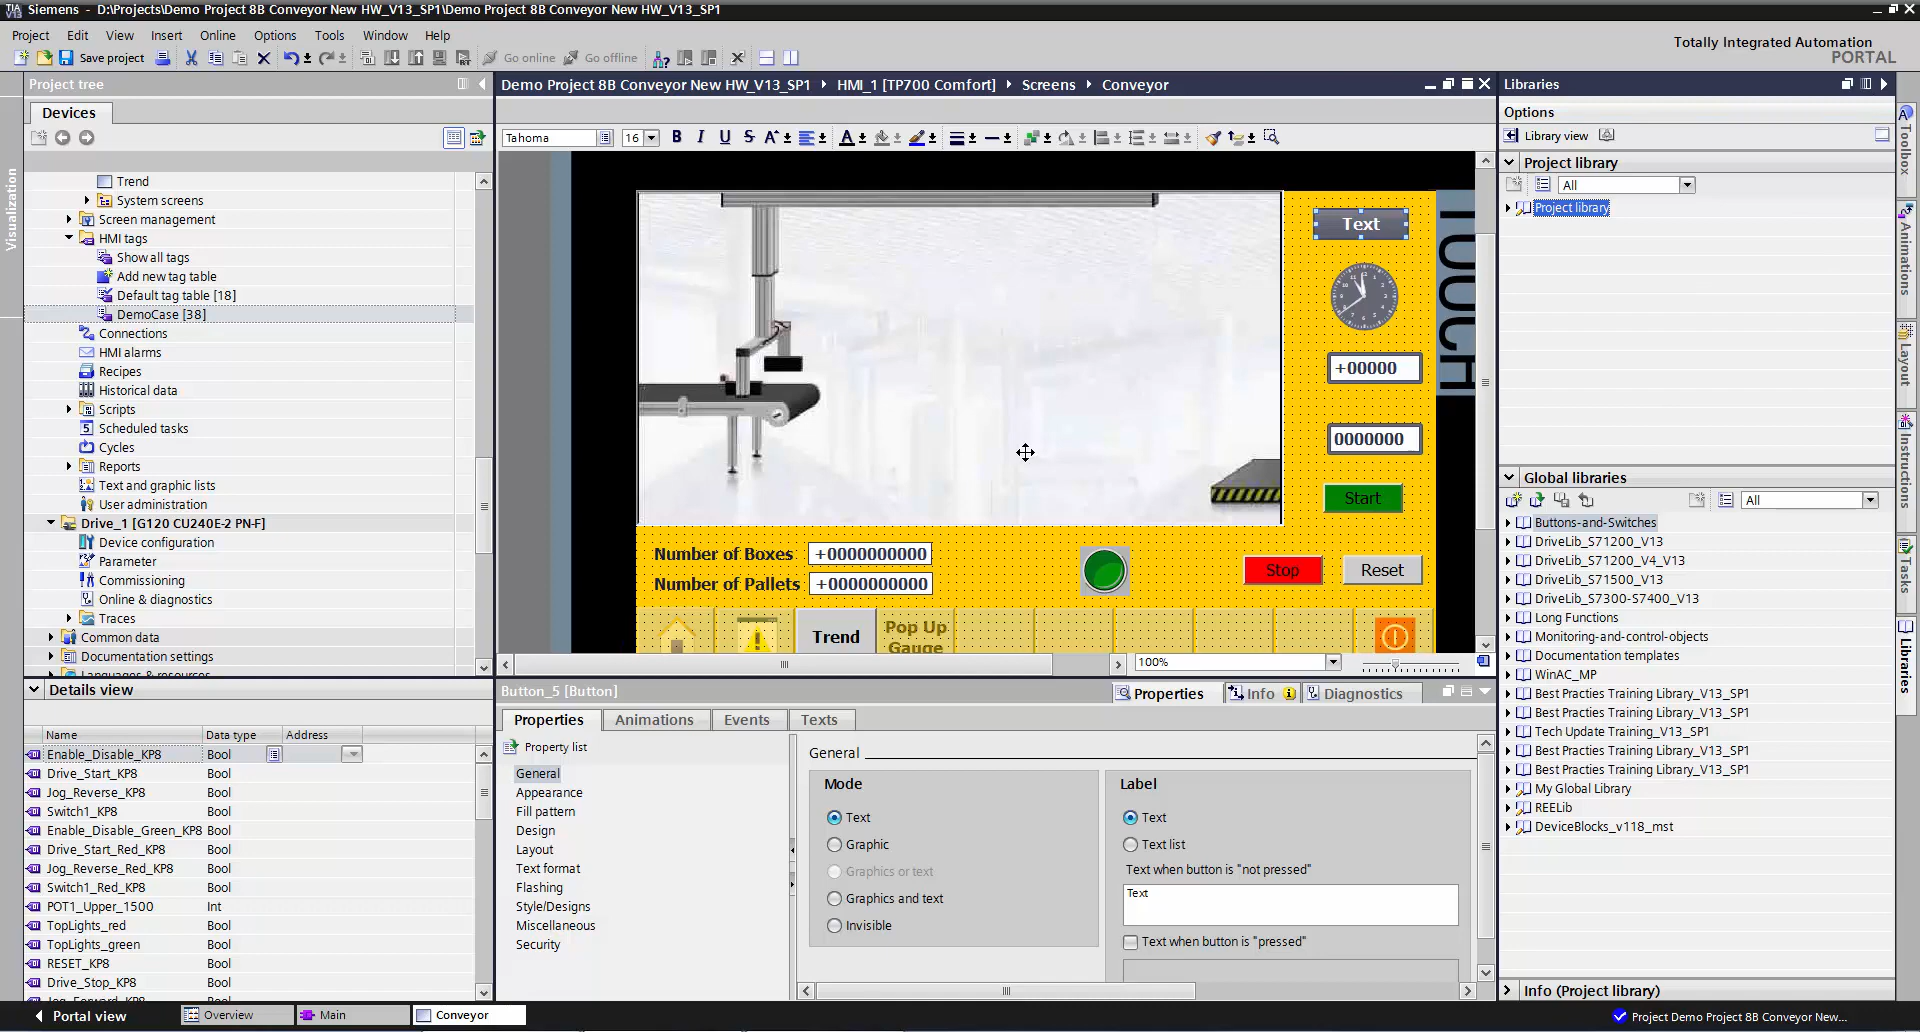 Siemens - D:\Projects\Demo Project 8B Conveyor New HW_V13_SP1\Demo Project 8B Conveyor New HW_V13_SP1
Project Edit View Insert Online Options Tools Window Help
Totally Integrated Automation
PORTAL
Save project
Go online
Go offline
Project tree
Devices
Visualization
Trend
System screens
Screen management
HMI tags
Show all tags
Add new tag table
Default tag table [18]
DemoCase [38]
Connections
HMI alarms
Recipes
Historical data
Scripts
Scheduled tasks
Cycles
Reports
Text and graphic lists
User administration
Drive_1 [G120 CU240E-2 PN-F]
Device configuration
Parameter
Commissioning
Online & diagnostics
Traces
Common data
Documentation settings
Languages & resources
Details view
Name Data type Address
Enable_Disable_KP8 Bool
Drive_Start_KP8 Bool
Jog_Reverse_KP8 Bool
Switch1_KP8 Bool
Enable_Disable_Green_KP8 Bool
Drive_Start_Red_KP8 Bool
Jog_Reverse_Red_KP8 Bool
Switch1_Red_KP8 Bool
POT1_Upper_1500 Int
TopLights_red Bool
TopLights_green Bool
RESET_KP8 Bool
Drive_Stop_KP8 Bool
Jog_Forward_KP8 Bool
Demo Project 8B Conveyor New HW_V13_SP1 HMI_1 [TP700 Comfort] Screens Conveyor
Tahoma 16 B I U S A A
Text
TOUCH
+00000
0000000
Start
Number of Boxes +0000000000
Number of Pallets +0000000000
Stop Reset
Trend
Pop Up
Gauge
100%
Button_5 [Button]
Properties Info Diagnostics
Properties Animations Events Texts
Property list
General
Appearance
Fill pattern
Design
Layout
Text format
Flashing
Style/Designs
Miscellaneous
Security
General
Mode
Text
Graphic
Graphics or text
Graphics and text
Invisible
Label
Text
Text list
Text when button is "not pressed"
Text
Text when button is "pressed"
Libraries
Options
Library view
Project library
All
Project library
Global libraries
All
Buttons-and-Switches
DriveLib_S71200_V13
DriveLib_S71200_V4_V13
DriveLib_S71500_V13
DriveLib_S7300-S7400_V13
Long Functions
Monitoring-and-control-objects
Documentation templates
WinAC_MP
Best Practies Training Library_V13_SP1
Best Practies Training Library_V13_SP1
Tech Update Training_V13_SP1
Best Practies Training Library_V13_SP1
Best Practies Training Library_V13_SP1
My Global Library
REELib
DeviceBlocks_v118_mst
Info (Project library)
Toolbox
Animations
Layout
Instructions
Tasks
Libraries
Portal view Overview Main Conveyor
Project Demo Project 8B Conveyor New...